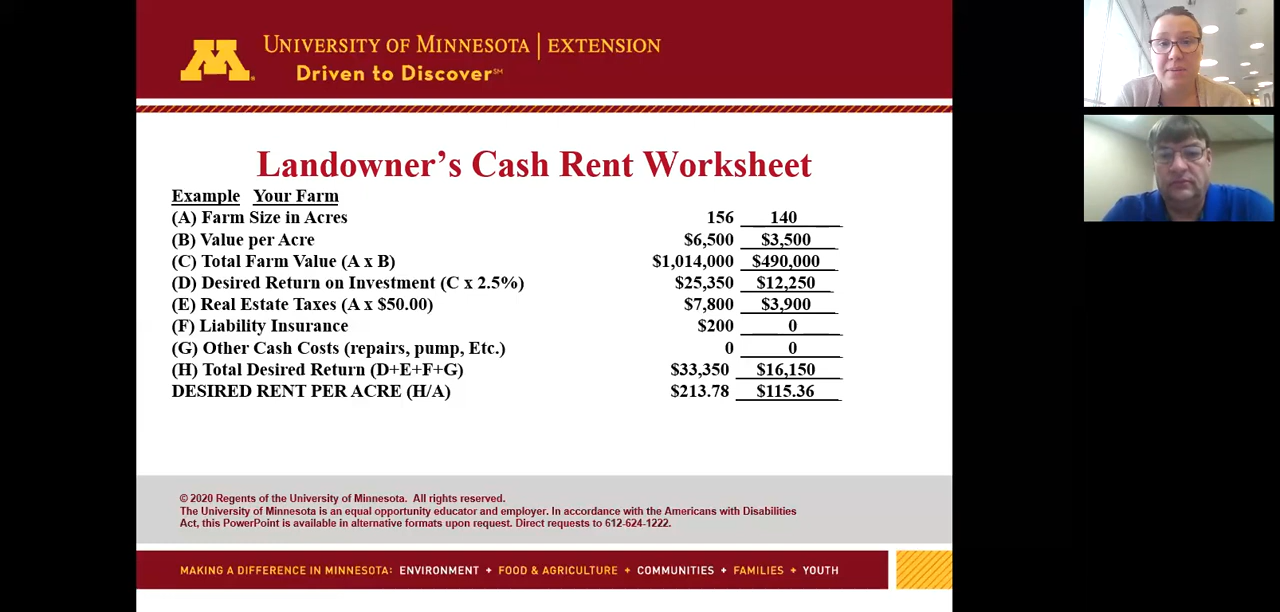 UNIVERSITY OF MINNESOTA | EXTENSION
Driven to Discover℠
Landowner's Cash Rent Worksheet
Example Your Farm
(A) Farm Size in Acres 156 140
(B) Value per Acre $6,500 $3,500
(C) Total Farm Value (A x B) $1,014,000 $490,000
(D) Desired Return on Investment (C x 2.5%) $25,350 $12,250
(E) Real Estate Taxes (A x $50.00) $7,800 $3,900
(F) Liability Insurance $200 0
(G) Other Cash Costs (repairs, pump, Etc.) 0 0
(H) Total Desired Return (D+E+F+G) $33,350 $16,150
DESIRED RENT PER ACRE (H/A) $213.78 $115.36
© 2020 Regents of the University of Minnesota. All rights reserved.
The University of Minnesota is an equal opportunity educator and employer. In accordance with the Americans with Disabilities
Act, this PowerPoint is available in alternative formats upon request. Direct requests to 612-624-1222.
MAKING A DIFFERENCE IN MINNESOTA: ENVIRONMENT + FOOD & AGRICULTURE + COMMUNITIES + FAMILIES + YOUTH